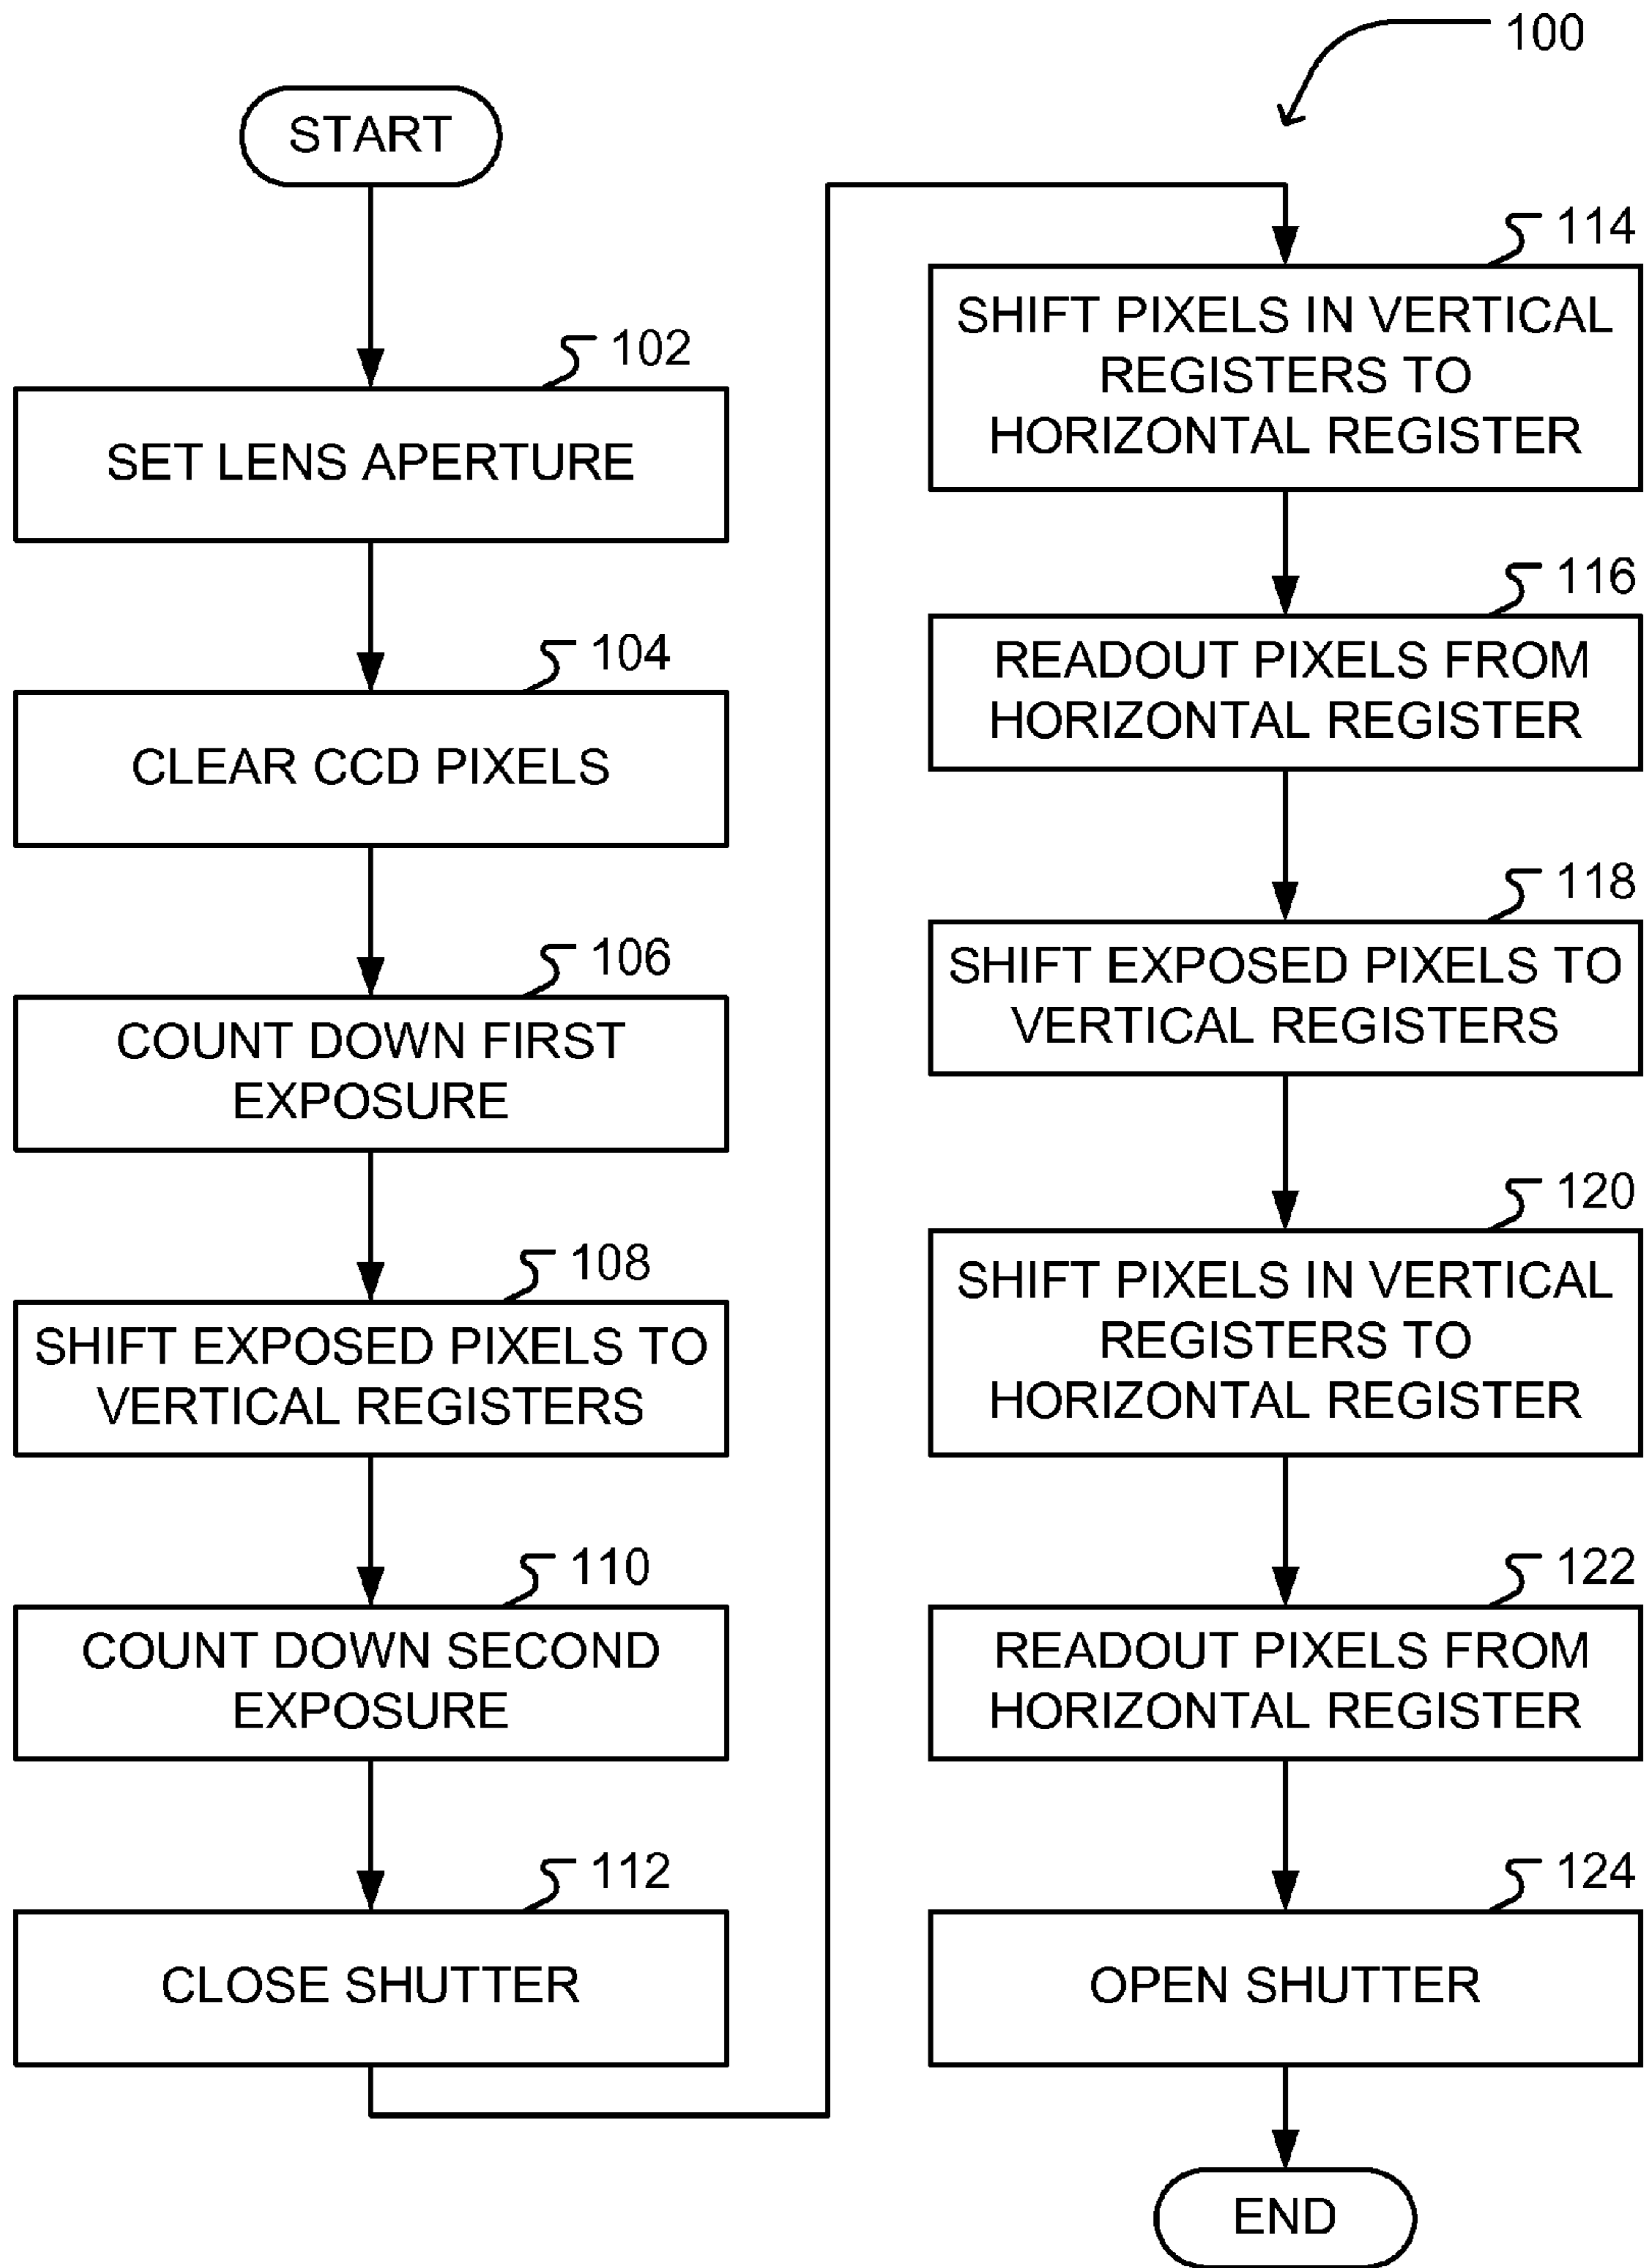 100
START
102
SET LENS APERTURE
104
CLEAR CCD PIXELS
106
COUNT DOWN FIRST
EXPOSURE
108
SHIFT EXPOSED PIXELS TO
VERTICAL REGISTERS
110
COUNT DOWN SECOND
EXPOSURE
112
CLOSE SHUTTER
114
SHIFT PIXELS IN VERTICAL
REGISTERS TO
HORIZONTAL REGISTER
116
READOUT PIXELS FROM
HORIZONTAL REGISTER
118
SHIFT EXPOSED PIXELS TO
VERTICAL REGISTERS
120
SHIFT PIXELS IN VERTICAL
REGISTERS TO
HORIZONTAL REGISTER
122
READOUT PIXELS FROM
HORIZONTAL REGISTER
124
OPEN SHUTTER
END